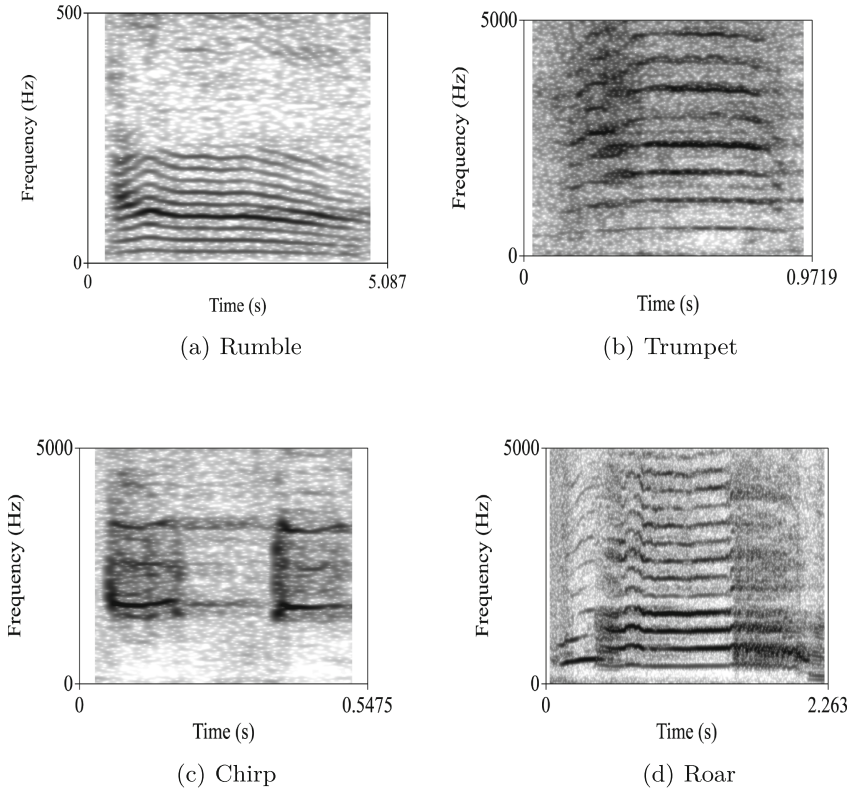 500
Frequency (Hz)
0
0
5.087
Time (s)
(a) Rumble
5000
Frequency (Hz)
0
0
0.9719
Time (s)
(b) Trumpet
5000
Frequency (Hz)
0
0
0.5475
Time (s)
(c) Chirp
5000
Frequency (Hz)
0
0
2.263
Time (s)
(d) Roar